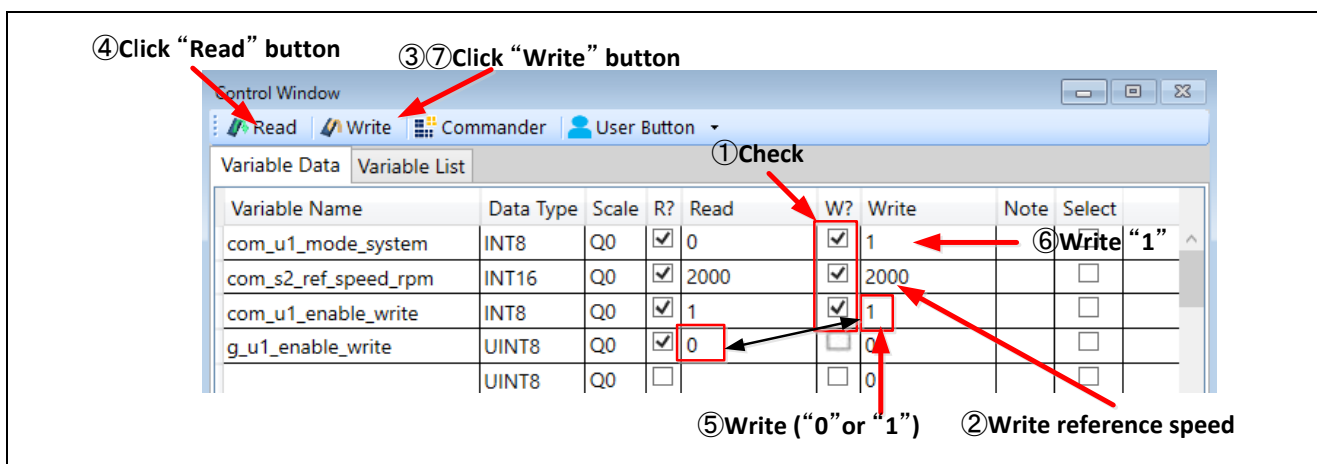 ④Click “Read” button
③⑦Click “Write” button
Control Window
Read Write Commander User Button
①Check
Variable Data Variable List
Variable Name Data Type Scale R? Read W? Write Note Select
com_u1_mode_system INT8 Q0 0 1
⑥Write “1”
com_s2_ref_speed_rpm INT16 Q0 2000 2000
com_u1_enable_write INT8 Q0 1 1
g_u1_enable_write UINT8 Q0 0 0
UINT8 Q0 0
⑤Write (“0”or “1”) ②Write reference speed